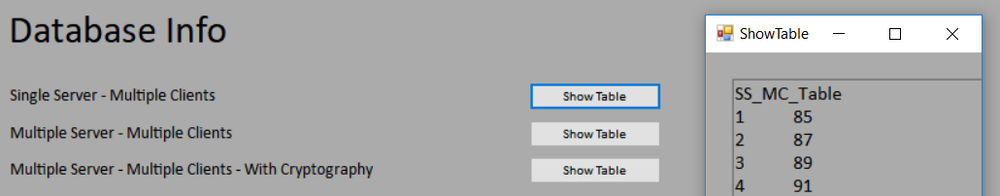 Database Info
Single Server - Multiple Clients
Show Table
Multiple Server - Multiple Clients
Show Table
Multiple Server - Multiple Clients - With Cryptography
Show Table
ShowTable
SS_MC_Table
1 85
2 87
3 89
4 91